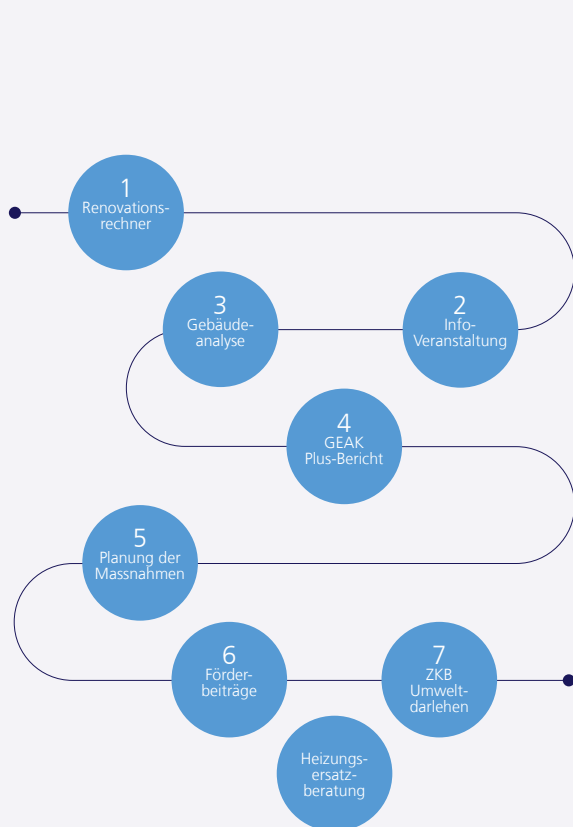 1
Renovations-
rechner
2
Info-
Veranstaltung
3
Gebäude-
analyse
4
GEAK
Plus-Bericht
5
Planung der
Massnahmen
6
Förder-
beiträge
7
ZKB
Umwelt-
darlehen
Heizungs-
ersatz-
beratung